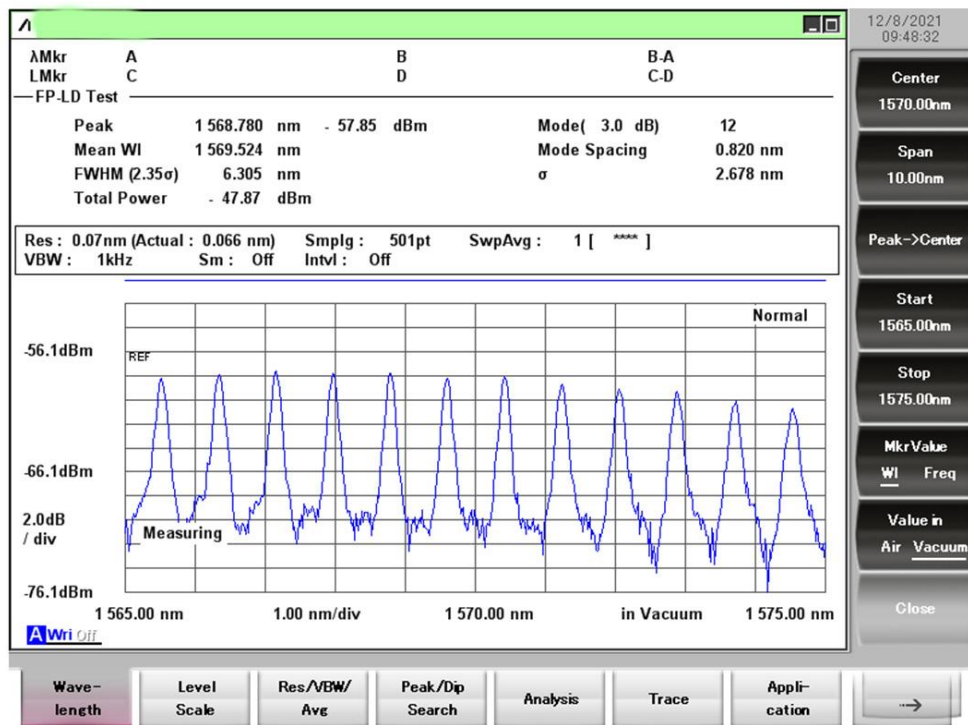 12/8/2021
09:48:32
λMkr A B B-A
LMkr C D C-D
FP-LD Test
Peak 1 568.780 nm - 57.85 dBm Mode( 3.0 dB) 12
Mean Wl 1 569.524 nm Mode Spacing 0.820 nm
FWHM (2.35σ) 6.305 nm σ 2.678 nm
Total Power - 47.87 dBm
Res : 0.07nm (Actual : 0.066 nm) Smplg : 501pt SwpAvg : 1 [ **** ]
VBW : 1kHz Sm : Off Intvl : Off
Normal
-56.1dBm
REF
-66.1dBm
2.0dB
/ div
Measuring
-76.1dBm
1 565.00 nm 1.00 nm/div 1 570.00 nm in Vacuum 1 575.00 nm
A Wri Off
Center
1570.00nm
Span
10.00nm
Peak->Center
Start
1565.00nm
Stop
1575.00nm
Mkr Value
Wl Freq
Value in
Air Vacuum
Close
Wave-
length
Level
Scale
Res/VBW/
Avg
Peak/Dip
Search
Analysis
Trace
Appli-
cation